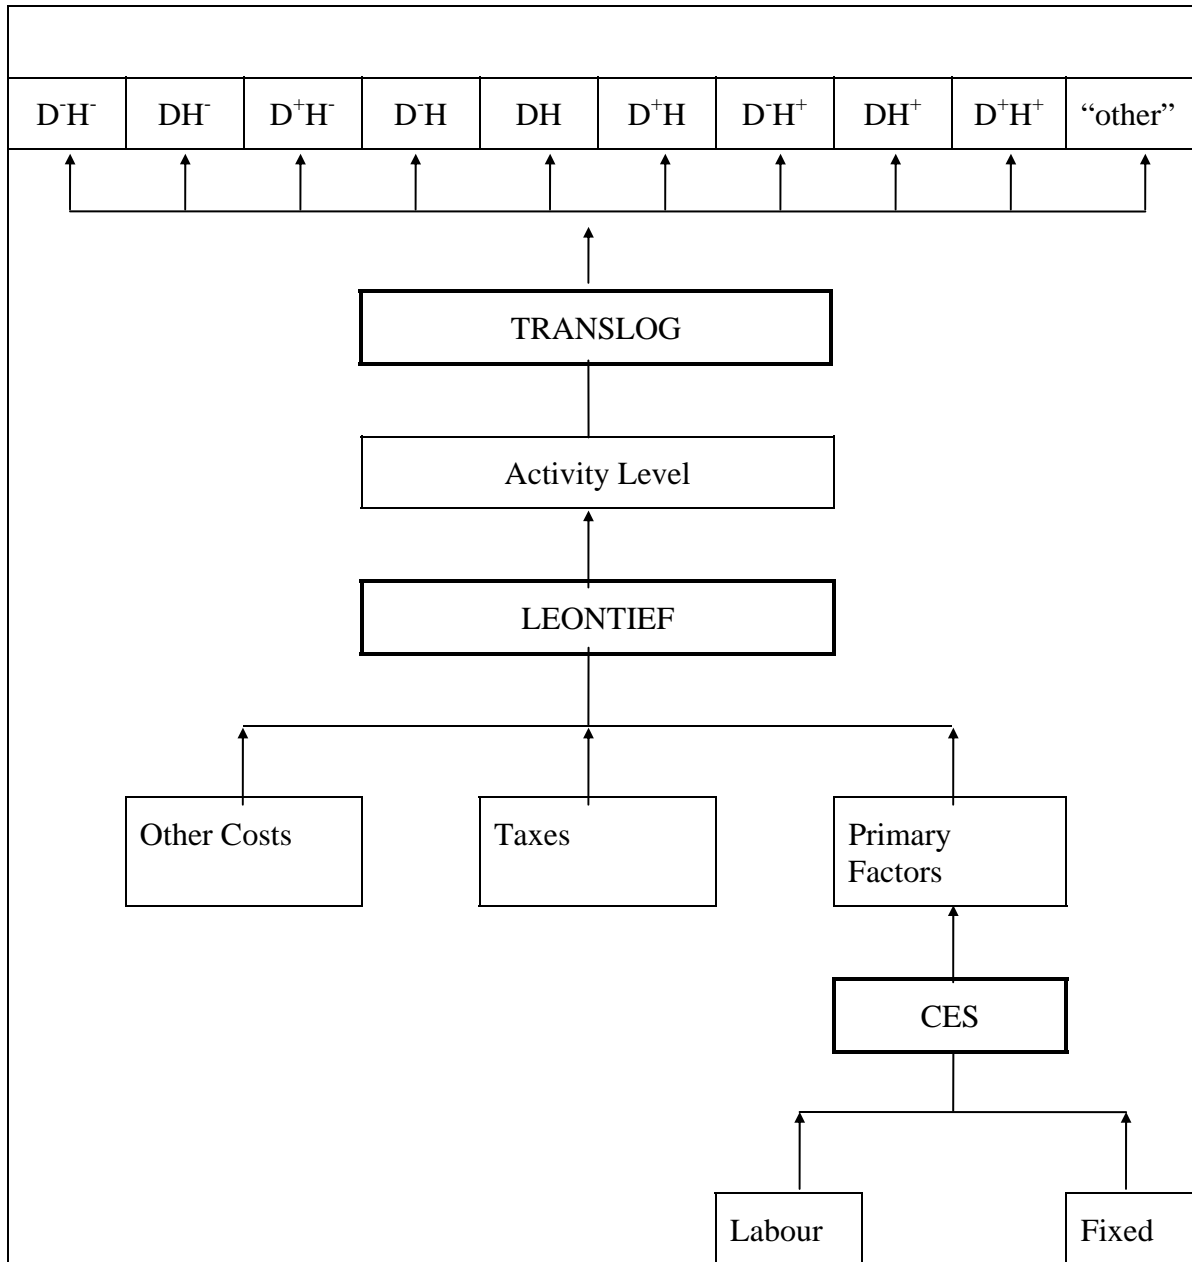 D⁻H⁻ DH⁻ D⁺H⁻ D⁻H DH D⁺H D⁻H⁺ DH⁺ D⁺H⁺ “other”
TRANSLOG
Activity Level
LEONTIEF
Other Costs Taxes Primary
Factors
CES
Labour Fixed